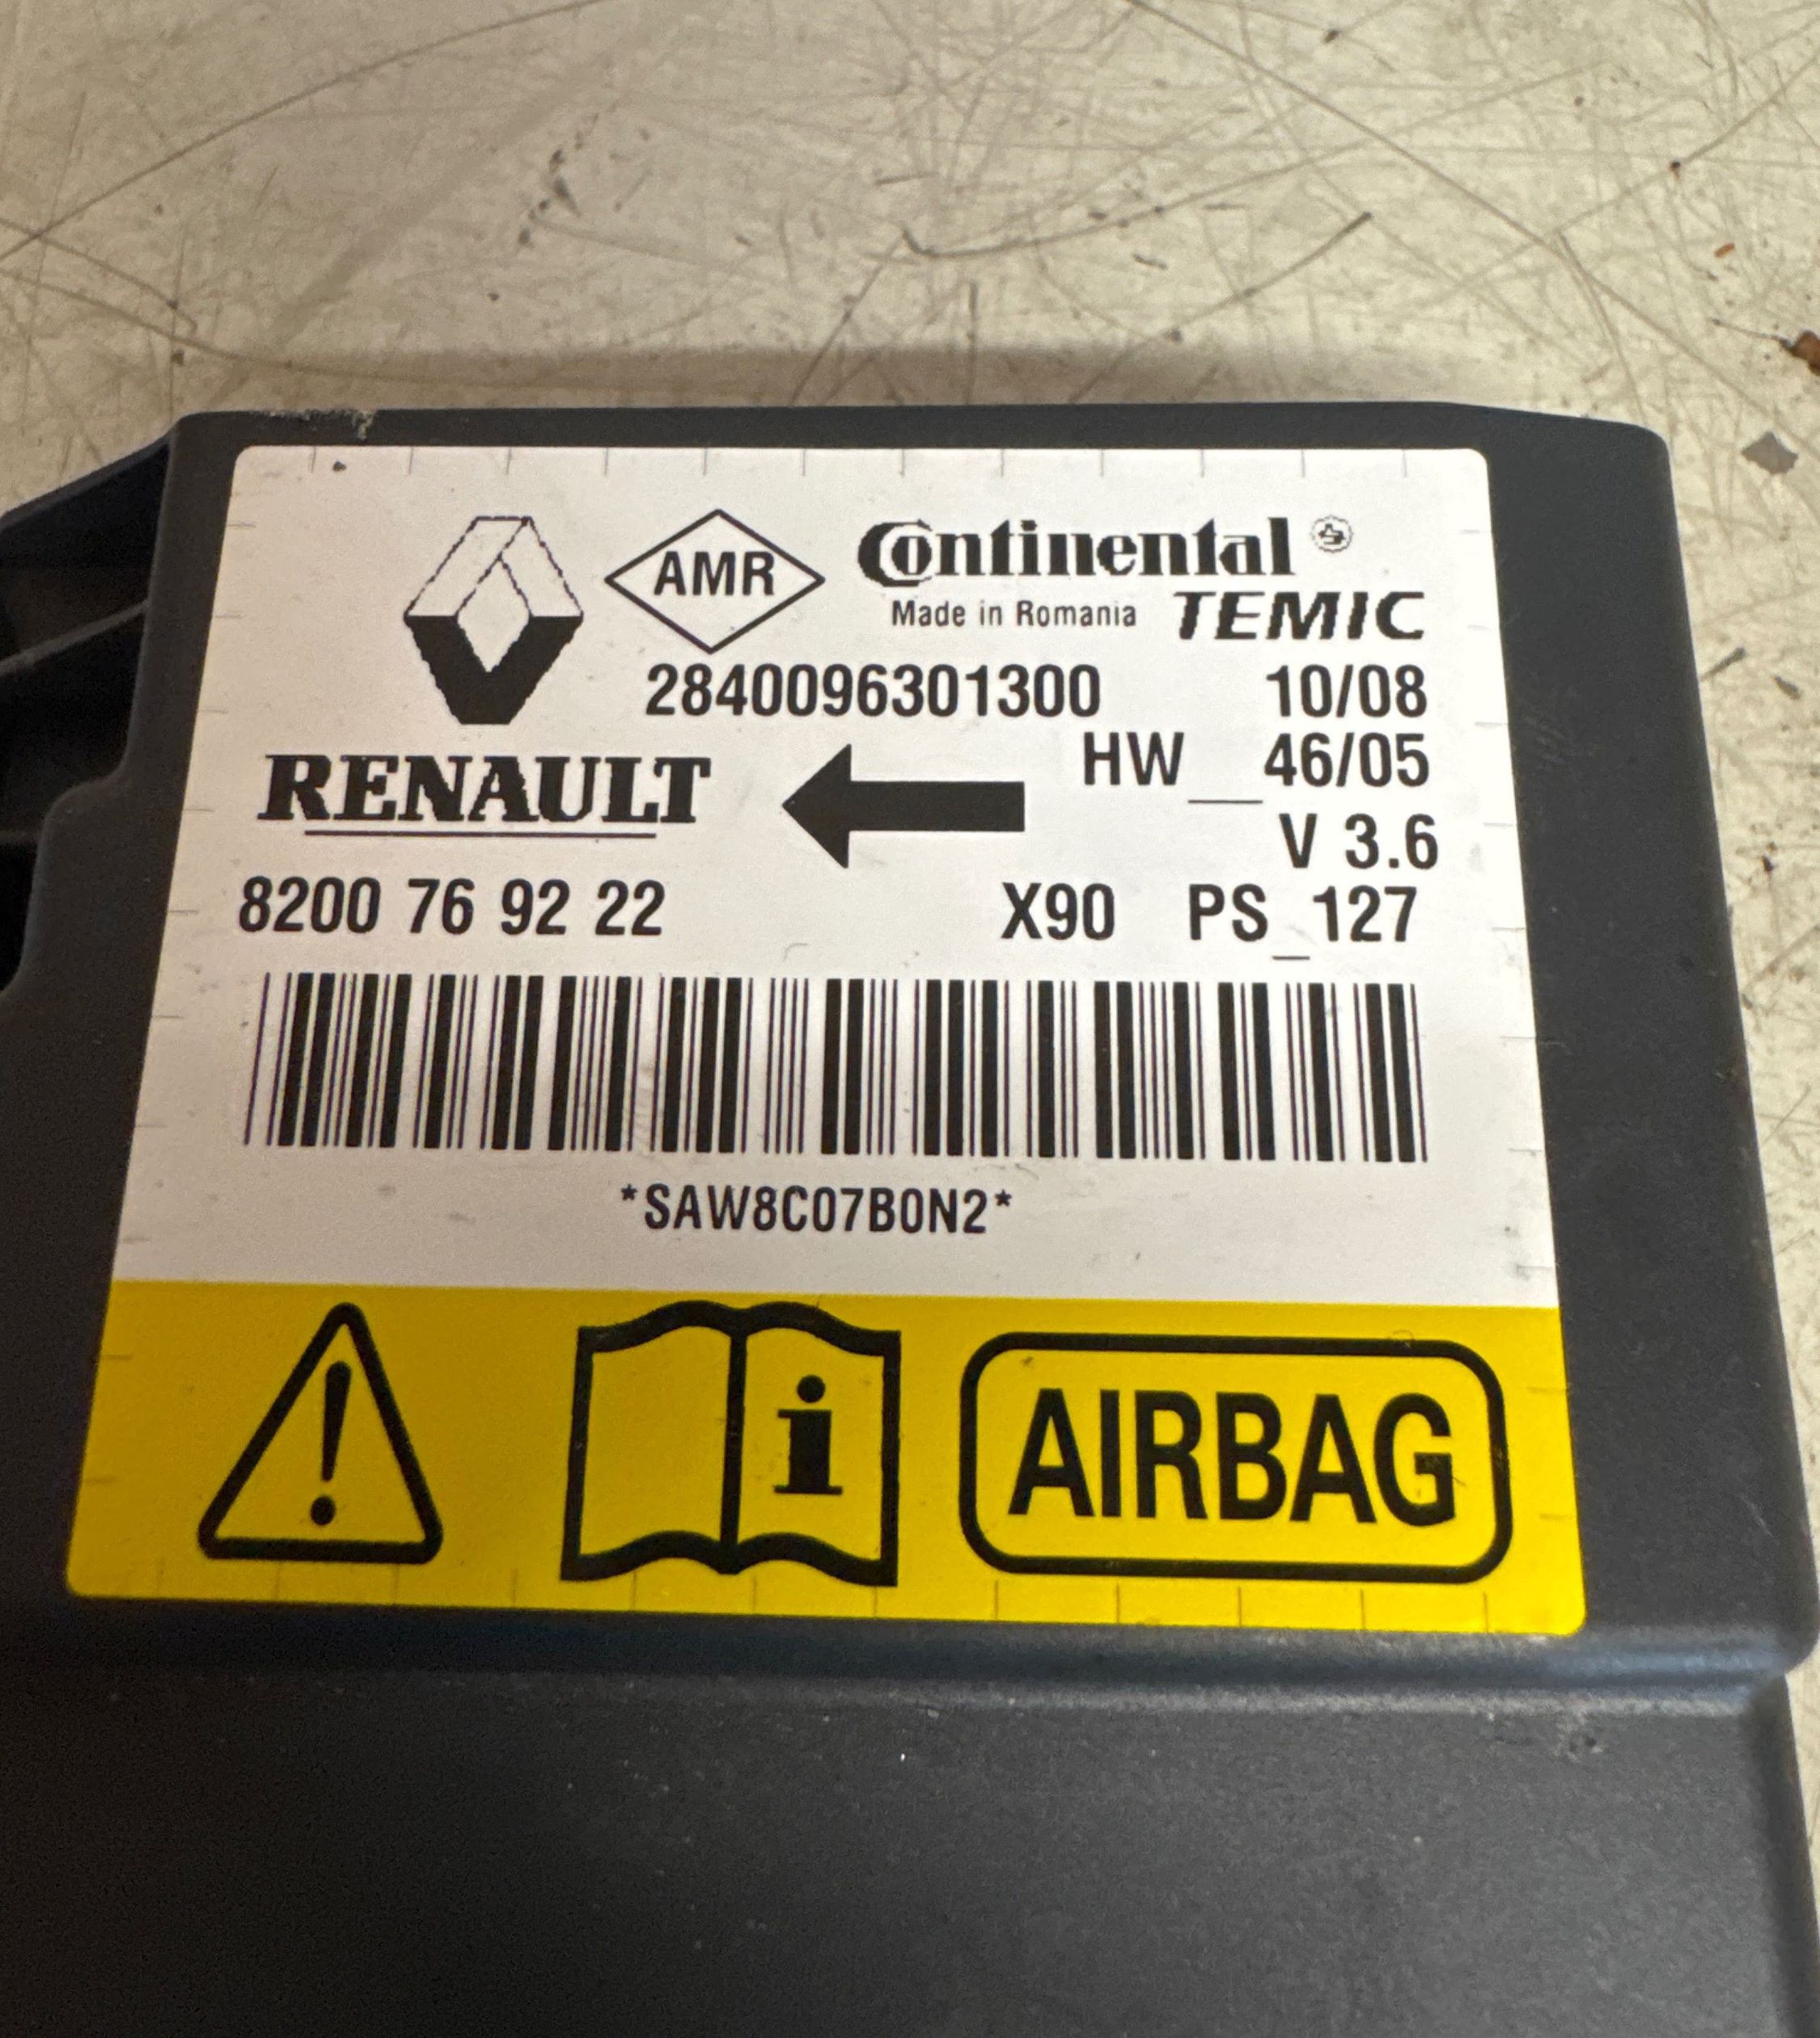 AMR
Continental
Made in Romania TEMIC
2840096301300 10/08
HW__46/05
RENAULT
V 3.6
8200 76 92 22 X90 PS_127
*SAW8C07B0N2*
! i AIRBAG